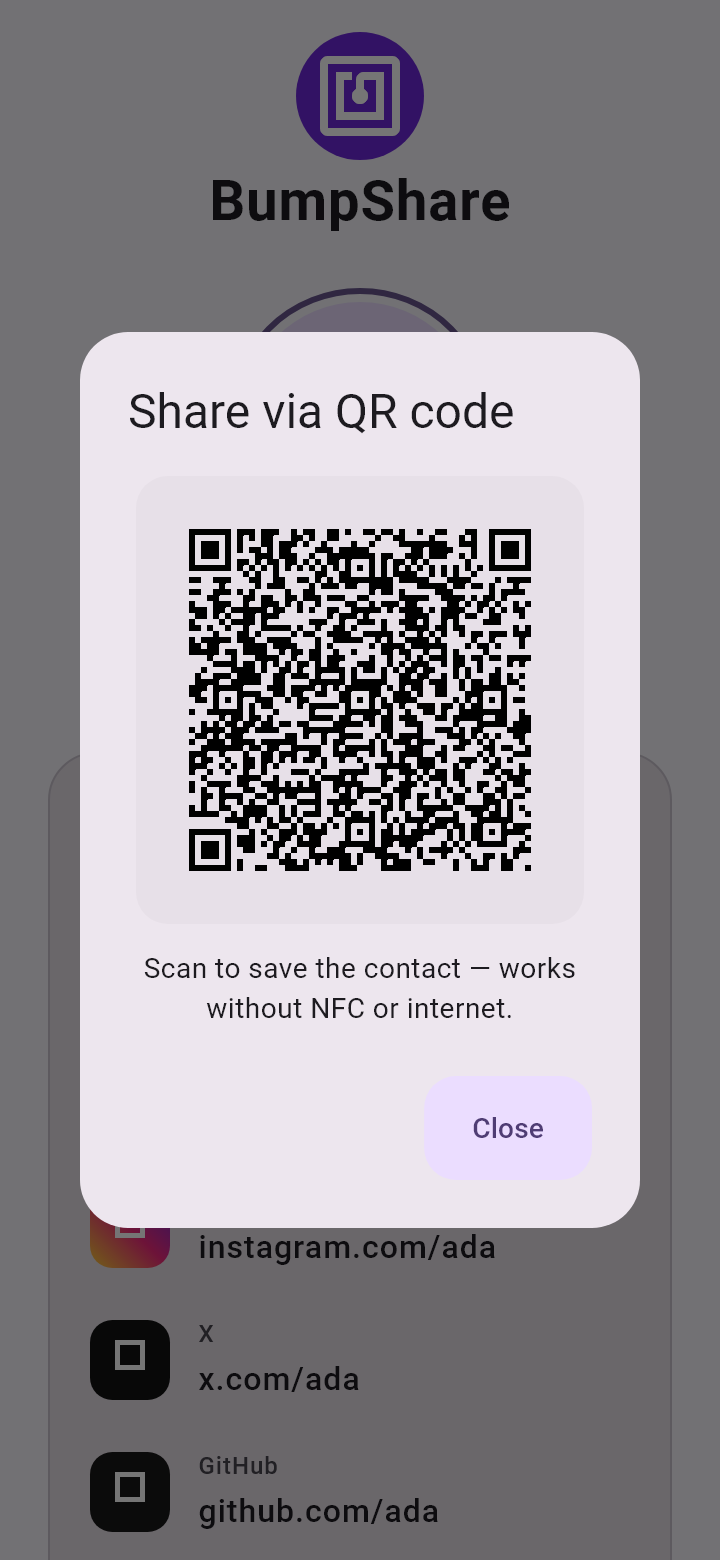 BumpShare
Share via QR code
Scan to save the contact — works
without NFC or internet.
Close
instagram.com/ada
X
x.com/ada
GitHub
github.com/ada